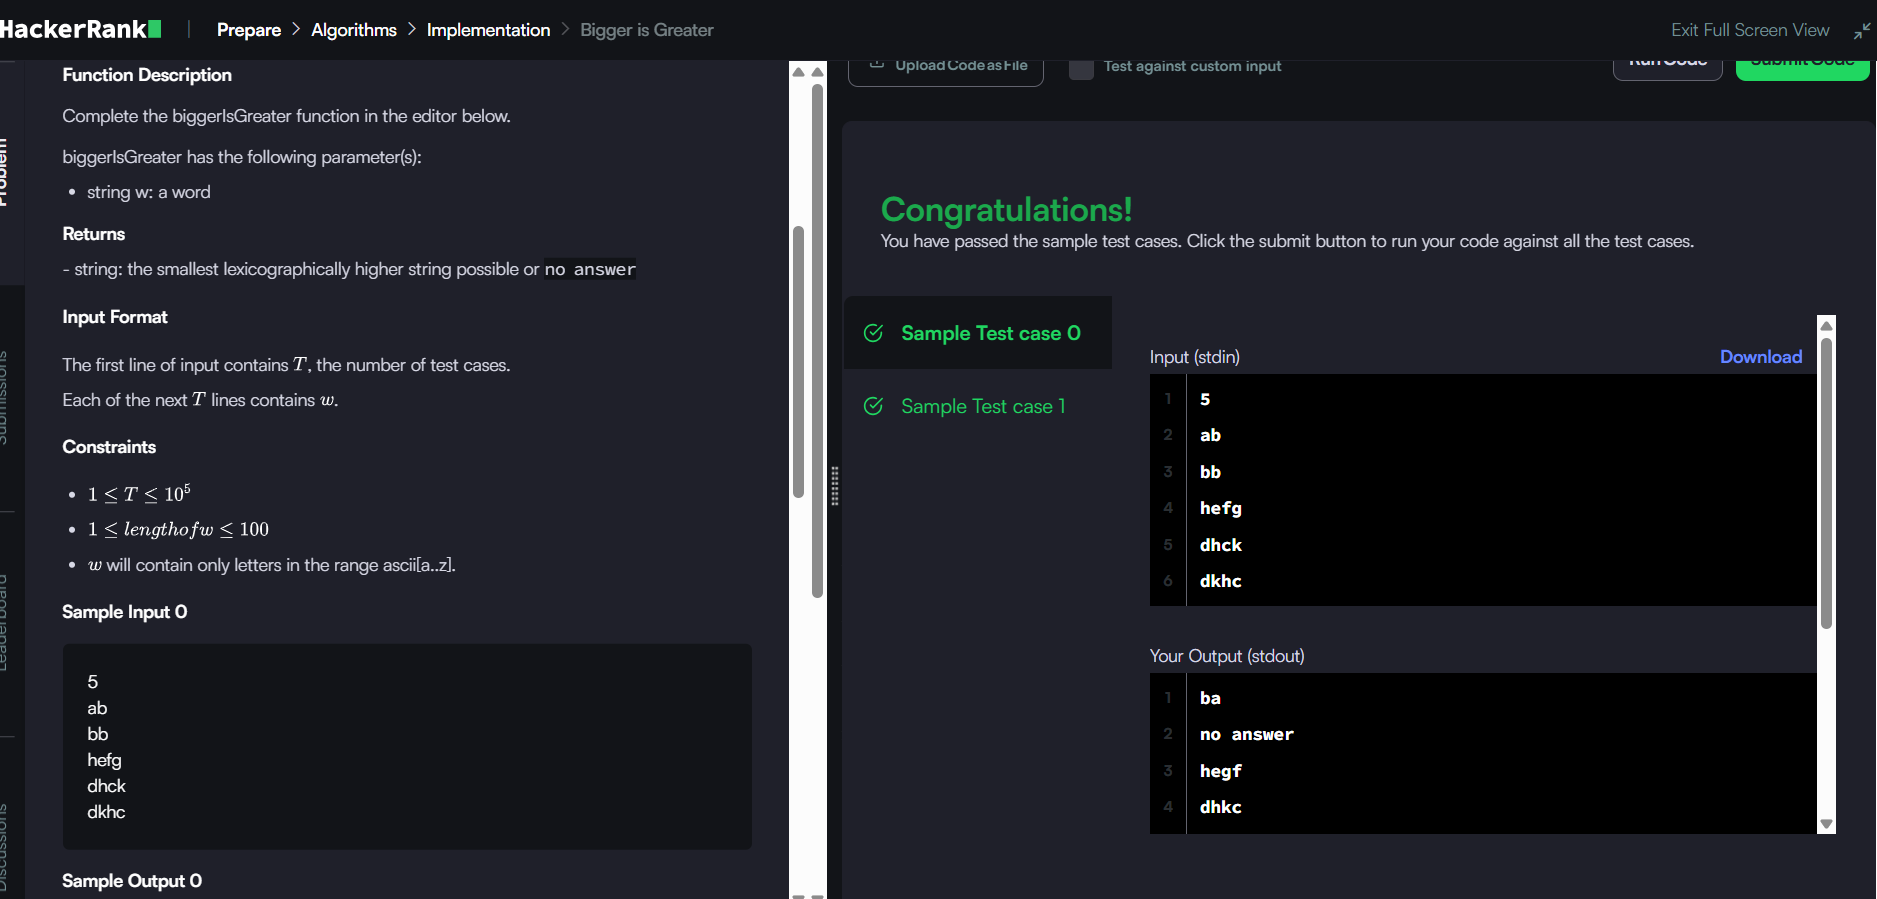 HackerRank
Prepare > Algorithms > Implementation > Bigger is Greater
Exit Full Screen View
Problem
Submissions
Leaderboard
Discussions
Function Description
Complete the biggerIsGreater function in the editor below.
biggerIsGreater has the following parameter(s):
• string w: a word
Returns
- string: the smallest lexicographically higher string possible or no answer
Input Format
The first line of input contains T, the number of test cases.
Each of the next T lines contains w.
Constraints
• 1 ≤ T ≤ 10⁵
• 1 ≤ lengthofw ≤ 100
• w will contain only letters in the range ascii[a..z].
Sample Input 0
5
ab
bb
hefg
dhck
dkhc
Sample Output 0
Upload Code as File
Test against custom input
Run Code
Submit Code
Congratulations!
You have passed the sample test cases. Click the submit button to run your code against all the test cases.
Sample Test case 0
Sample Test case 1
Input (stdin)
Download
1 5
2 ab
3 bb
4 hefg
5 dhck
6 dkhc
Your Output (stdout)
1 ba
2 no answer
3 hegf
4 dhkc